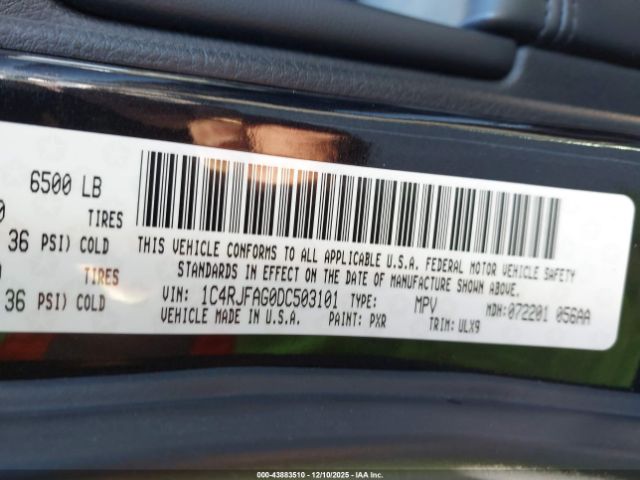 6500 LB
0 TIRES
36 PSI) COLD
TIRES
36 PSI) COLD
THIS VEHICLE CONFORMS TO ALL APPLICABLE U.S.A. FEDERAL MOTOR VEHICLE SAFETY
STANDARDS IN EFFECT ON THE DATE OF MANUFACTURE SHOWN ABOVE.
VIN: 1C4RJFAG0DC503101 TYPE: MPV MDH: 072201 056AA
VEHICLE MADE IN U.S.A. PAINT: PXR TRIM: ULX9
000-43883510 - 12/10/2025 - IAA Inc.